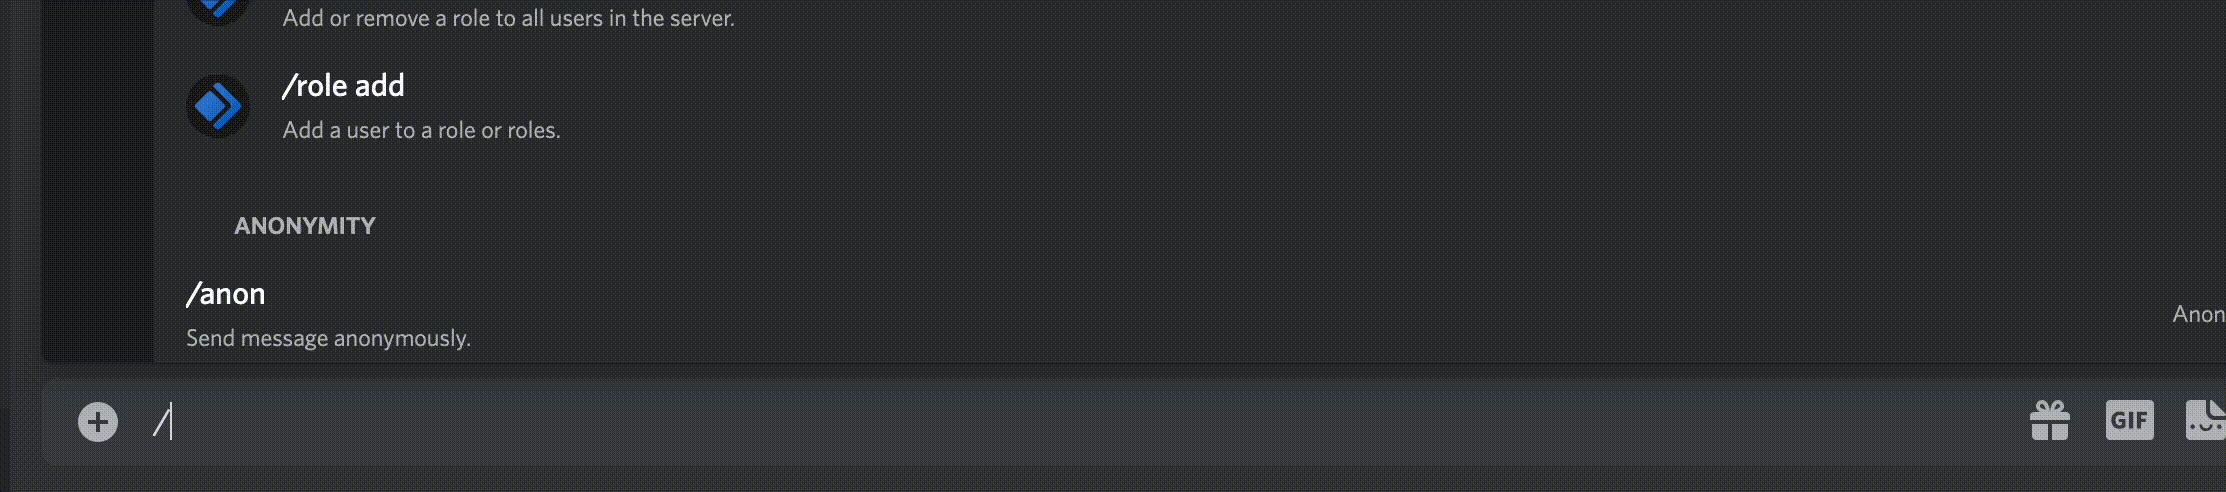 Add or remove a role to all users in the server.
/role add
Add a user to a role or roles.
ANONYMITY
/anon
Anon
Send message anonymously.
/
GIF